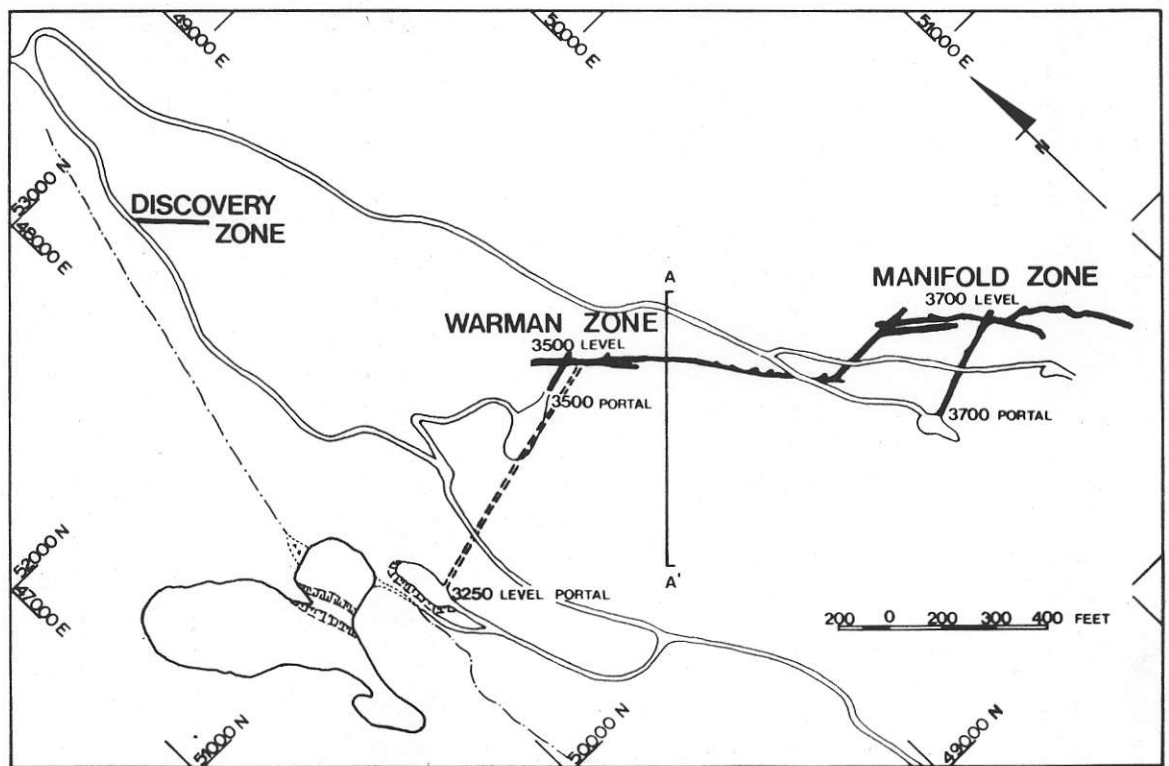 49000 E
50000 E
51000 E
N
53000 N
48000 E
DISCOVERY
ZONE
A
MANIFOLD ZONE
3700 LEVEL
WARMAN ZONE
3500 LEVEL
3500 PORTAL
3700 PORTAL
52000 N
47000 E
A'
3250 LEVEL PORTAL
200 0 200 300 400 FEET
51000 N
50000 N
49000 N